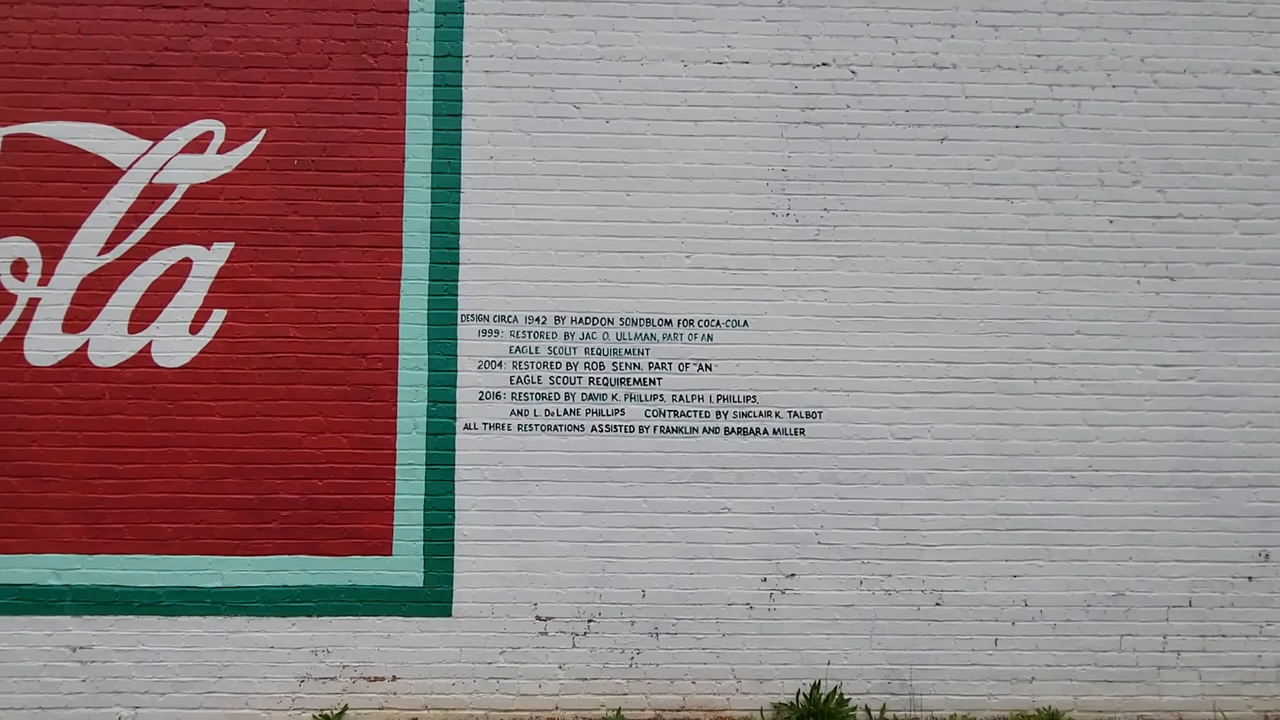 ola
DESIGN CIRCA 1942 BY HADDON SONDBLOM FOR COCA-COLA
1999: RESTORED BY JAC O. ULLMAN, PART OF AN
EAGLE SCOUT REQUIREMENT
2004: RESTORED BY ROB SENN, PART OF AN
EAGLE SCOUT REQUIREMENT
2016: RESTORED BY DAVID K. PHILLIPS, RALPH I. PHILLIPS,
AND L. DeLANE PHILLIPS CONTRACTED BY SINCLAIR K. TALBOT
ALL THREE RESTORATIONS ASSISTED BY FRANKLIN AND BARBARA MILLER